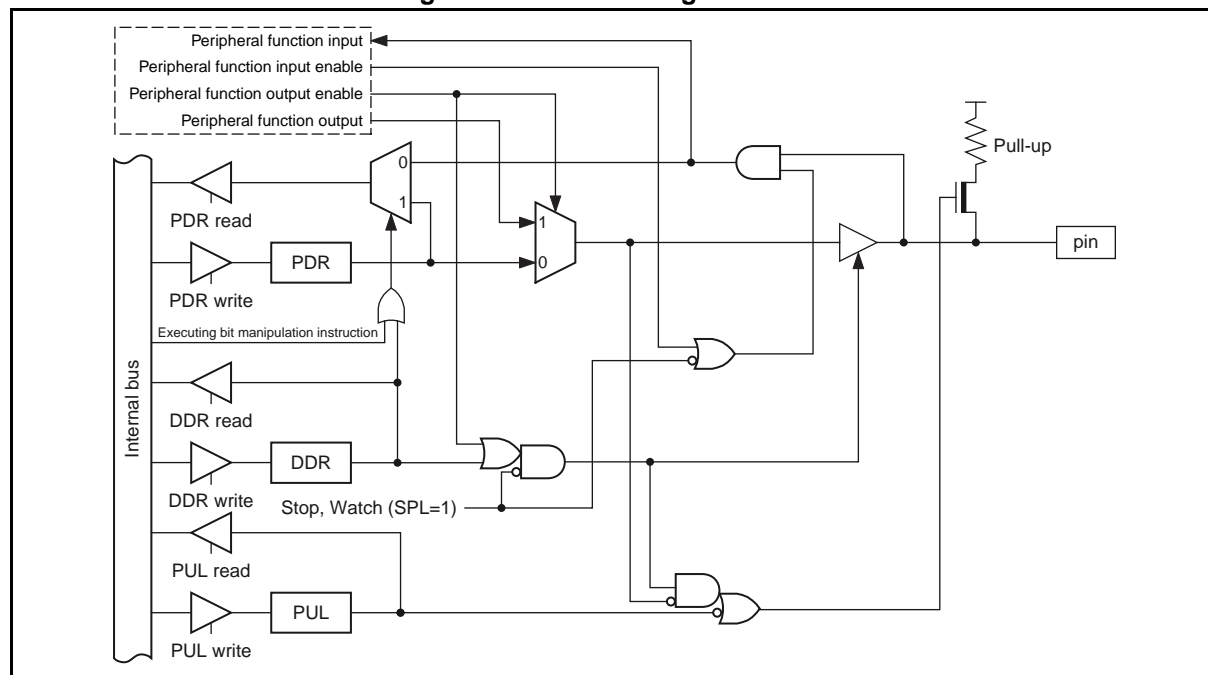 Peripheral function input
Peripheral function input enable
Peripheral function output enable
Peripheral function output
Pull-up
0
1
PDR read
1
pin
PDR
0
PDR write
Executing bit manipulation instruction
Internal bus
DDR read
DDR
DDR write
Stop, Watch (SPL=1)
PUL read
PUL
PUL write